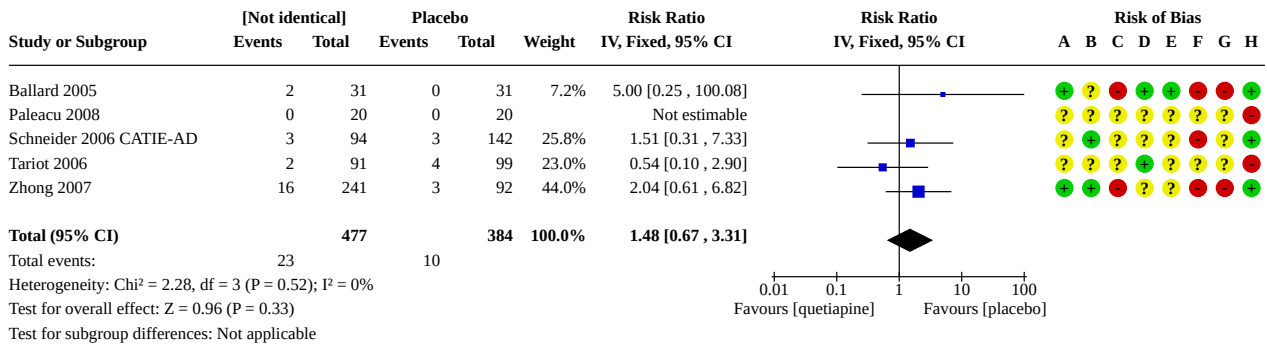 [Not identical] Placebo Risk Ratio Risk Ratio Risk of Bias
Study or Subgroup Events Total Events Total Weight IV, Fixed, 95% CI IV, Fixed, 95% CI A B C D E F G H
Ballard 2005 2 31 0 31 7.2% 5.00 [0.25 , 100.08] + ? - + + - - +
Paleacu 2008 0 20 0 20 Not estimable ? ? ? ? ? ? ? -
Schneider 2006 CATIE-AD 3 94 3 142 25.8% 1.51 [0.31 , 7.33] ? + ? ? ? - ? +
Tariot 2006 2 91 4 99 23.0% 0.54 [0.10 , 2.90] ? ? ? + ? ? ? -
Zhong 2007 16 241 3 92 44.0% 2.04 [0.61 , 6.82] + + - ? ? - - +
Total (95% CI) 477 384 100.0% 1.48 [0.67 , 3.31]
Total events: 23 10
Heterogeneity: Chi² = 2.28, df = 3 (P = 0.52); I² = 0%
0.01 0.1 1 10 100
Test for overall effect: Z = 0.96 (P = 0.33)
Favours [quetiapine] Favours [placebo]
Test for subgroup differences: Not applicable